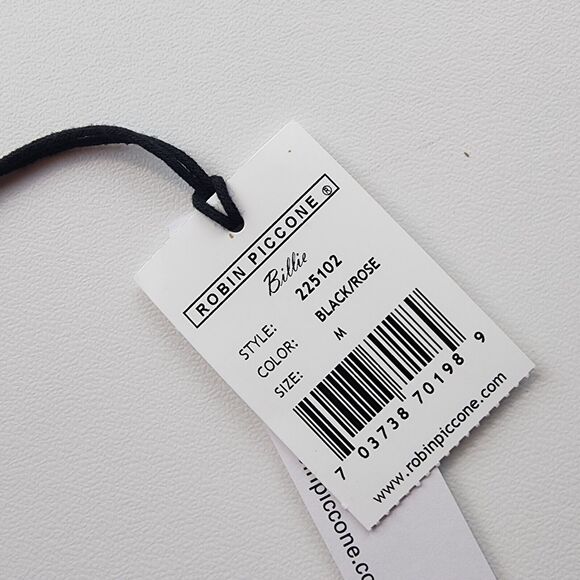 ROBIN PICCONE ®
Billie
STYLE: 225102
COLOR: BLACK/ROSE
SIZE: M
7 03738 70198 9
www.robinpiccone.com
npiccone.co